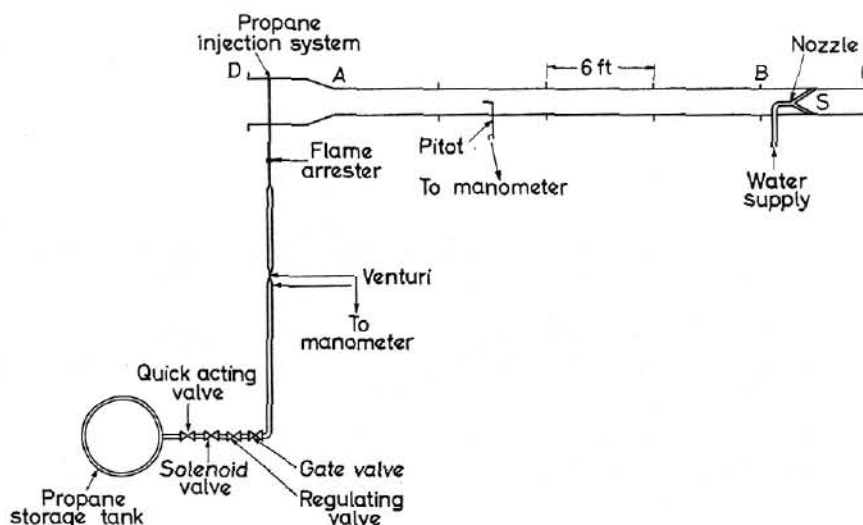 Propane
injection system
D
A
6 ft
B
Nozzle
S
Pitot
To manometer
Water
supply
Flame
arrester
Venturi
To
manometer
Quick acting
valve
Solenoid
valve
Gate valve
Regulating
valve
Propane
storage tank